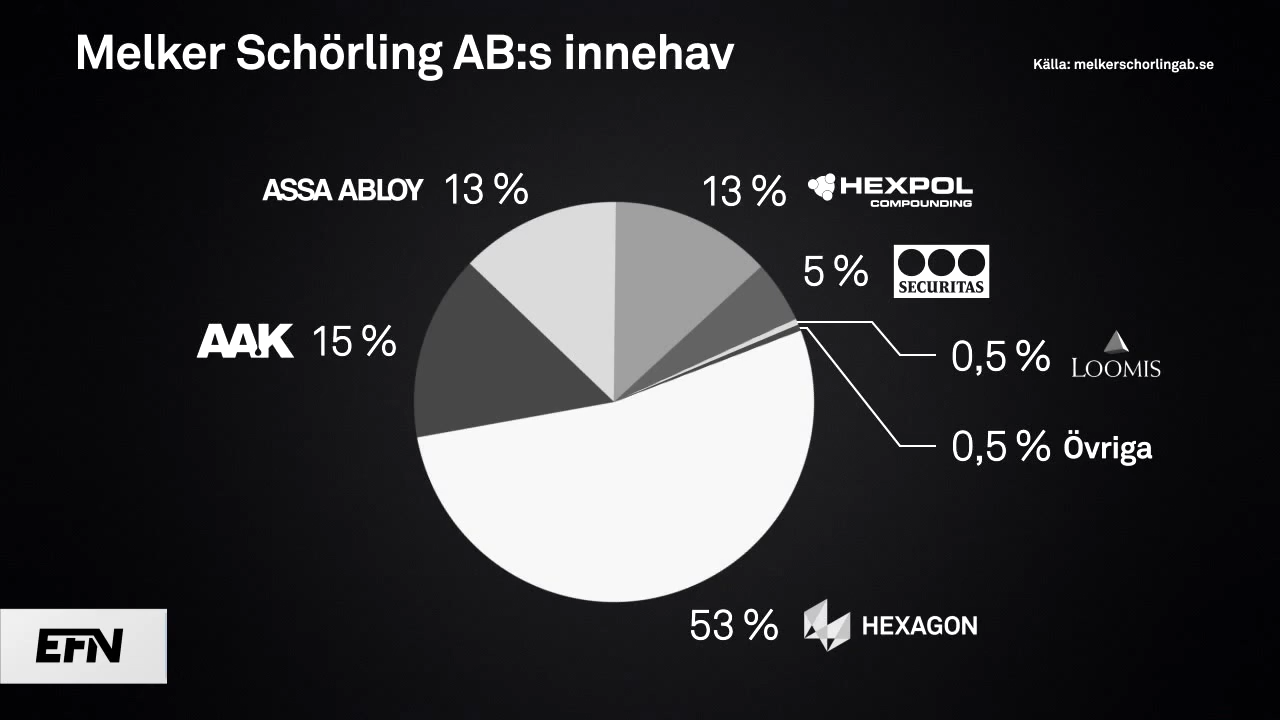 Melker Schörling AB:s innehav
Källa: melkerschorlingab.se
ASSA ABLOY 13 %
13 % HEXPOL
COMPOUNDING
5 % SECURITAS
AAK 15 %
0,5 % LOOMIS
0,5 % Övriga
53 % HEXAGON
EFN